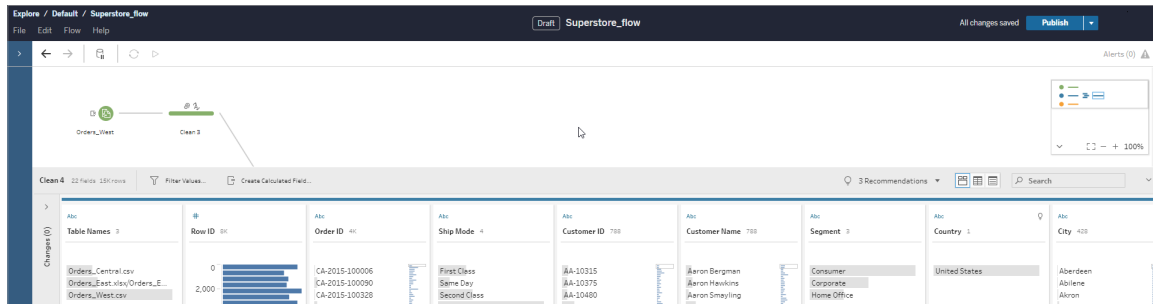 Explore / Default / Superstore_flow
Draft Superstore_flow
All changes saved Publish
File Edit Flow Help
Alerts (0)
Orders_West Clean 3
100%
Clean 4 22 fields 15K rows Filter Values... Create Calculated Field... 3 Recommendations Search
Changes (0)
Abc # Abc Abc Abc Abc Abc Abc Abc
Table Names 3 Row ID 8K Order ID 4K Ship Mode 4 Customer ID 788 Customer Name 788 Segment 3 Country 1 City 428
Orders_Central.csv 0 CA-2015-100006 First Class AA-10315 Aaron Bergman Consumer United States Aberdeen
Orders_East.xlsx/Orders_E... CA-2015-100090 Same Day AA-10375 Aaron Hawkins Corporate Abilene
Orders_West.csv 2,000 CA-2015-100328 Second Class AA-10480 Aaron Smayling Home Office Akron